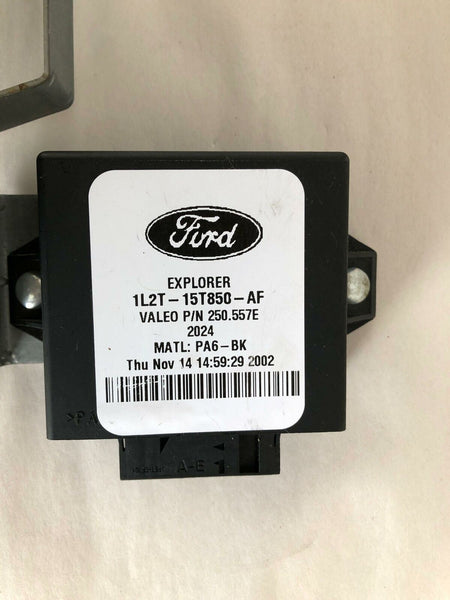 Ford
EXPLORER
1L2T-15T850-AF
VALEO P/N 250.557E
2024
MATL: PA6-BK
Thu Nov 14 14:59:29 2002
>PA
A-E